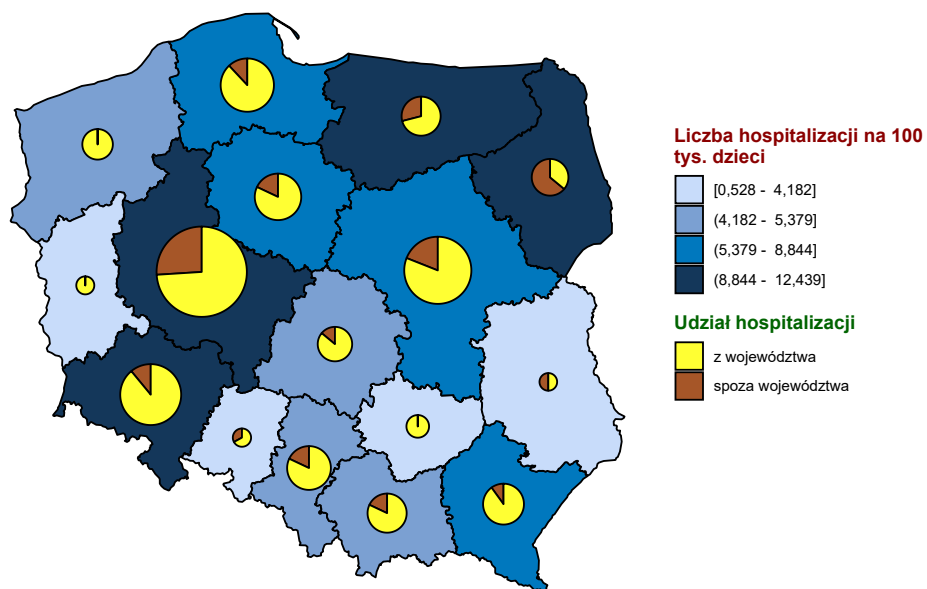 Liczba hospitalizacji na 100
tys. dzieci
[0,528 - 4,182]
(4,182 - 5,379]
(5,379 - 8,844]
(8,844 - 12,439]
Udział hospitalizacji
z województwa
spoza województwa